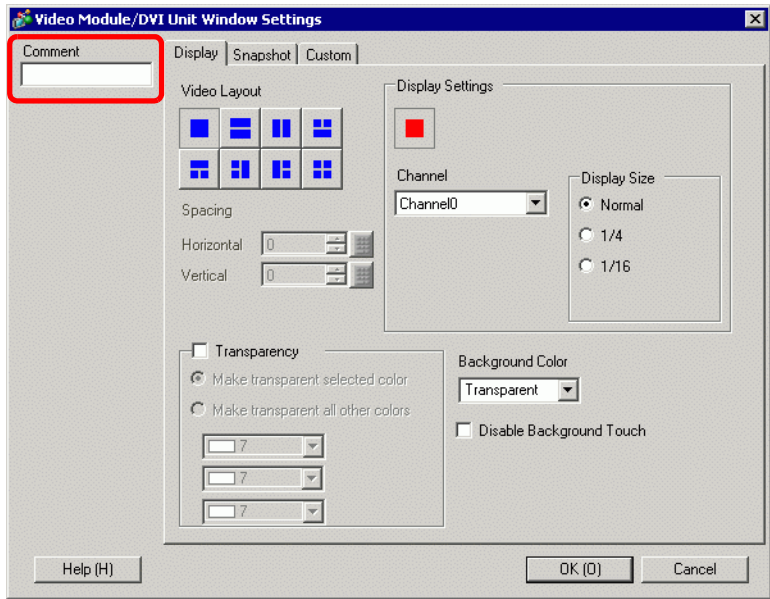 Video Module/DVI Unit Window Settings
Comment
Display Snapshot Custom
Video Layout
Spacing
Horizontal 0
Vertical 0
Display Settings
Channel
Channel0
Display Size
Normal
1/4
1/16
Transparency
Make transparent selected color
Make transparent all other colors
7
7
7
Background Color
Transparent
Disable Background Touch
Help (H)
OK (O)
Cancel